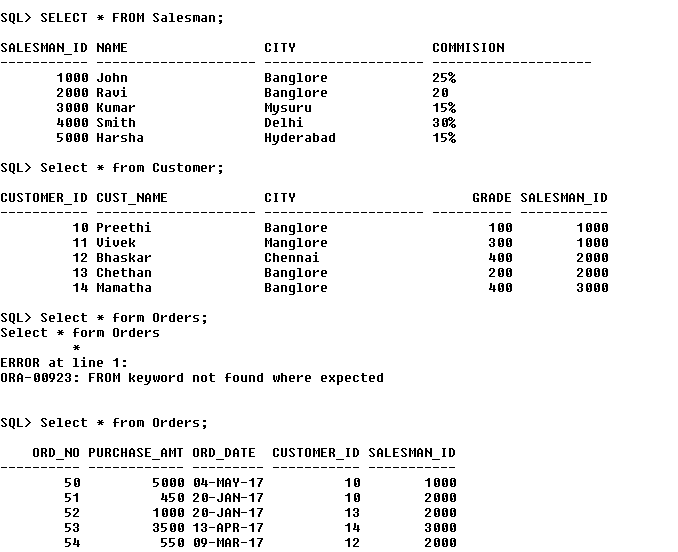 SQL> SELECT * FROM Salesman;
SALESMAN_ID NAME CITY COMMISION
----------- -------------------- -------------------- --------------------
1000 John Banglore 25%
2000 Ravi Banglore 20
3000 Kumar Mysuru 15%
4000 Smith Delhi 30%
5000 Harsha Hyderabad 15%
SQL> Select * from Customer;
CUSTOMER_ID CUST_NAME CITY GRADE SALESMAN_ID
----------- -------------------- -------------------- ---------- -----------
10 Preethi Banglore 100 1000
11 Vivek Manglore 300 1000
12 Bhaskar Chennai 400 2000
13 Chethan Banglore 200 2000
14 Mamatha Banglore 400 3000
SQL> Select * form Orders;
Select * form Orders
*
ERROR at line 1:
ORA-00923: FROM keyword not found where expected
SQL> Select * from Orders;
ORD_NO PURCHASE_AMT ORD_DATE CUSTOMER_ID SALESMAN_ID
---------- ------------ --------- ----------- -----------
50 5000 04-MAY-17 10 1000
51 450 20-JAN-17 10 2000
52 1000 20-JAN-17 13 2000
53 3500 13-APR-17 14 3000
54 550 09-MAR-17 12 2000